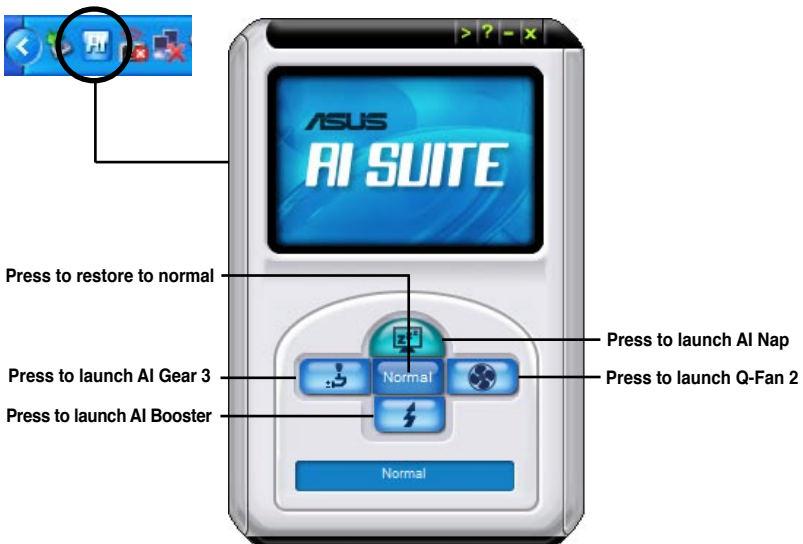 > ? - x
ASUS
AI SUITE
Press to restore to normal
Press to launch AI Nap
Press to launch AI Gear 3
Normal
Press to launch Q-Fan 2
Press to launch AI Booster
Normal